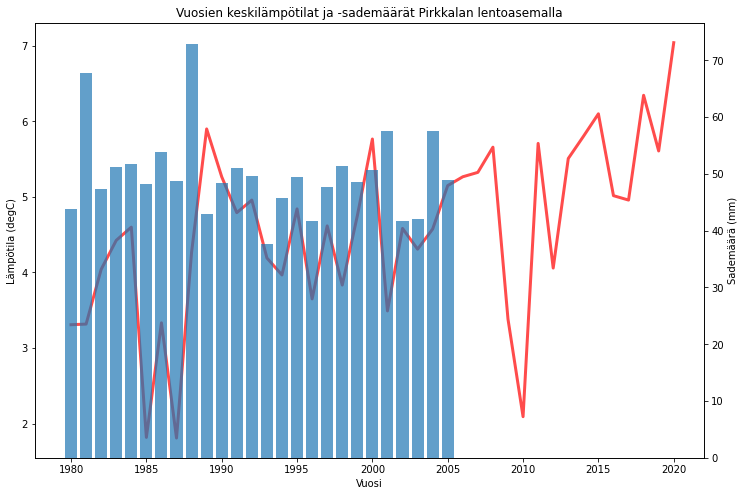 Vuosien keskilämpötilat ja -sademäärät Pirkkalan lentoasemalla
Lämpötila (degC)
7
6
5
4
3
2
70
60
50
40
30
20
10
0
Sademäärä (mm)
1980 1985 1990 1995 2000 2005 2010 2015 2020
Vuosi